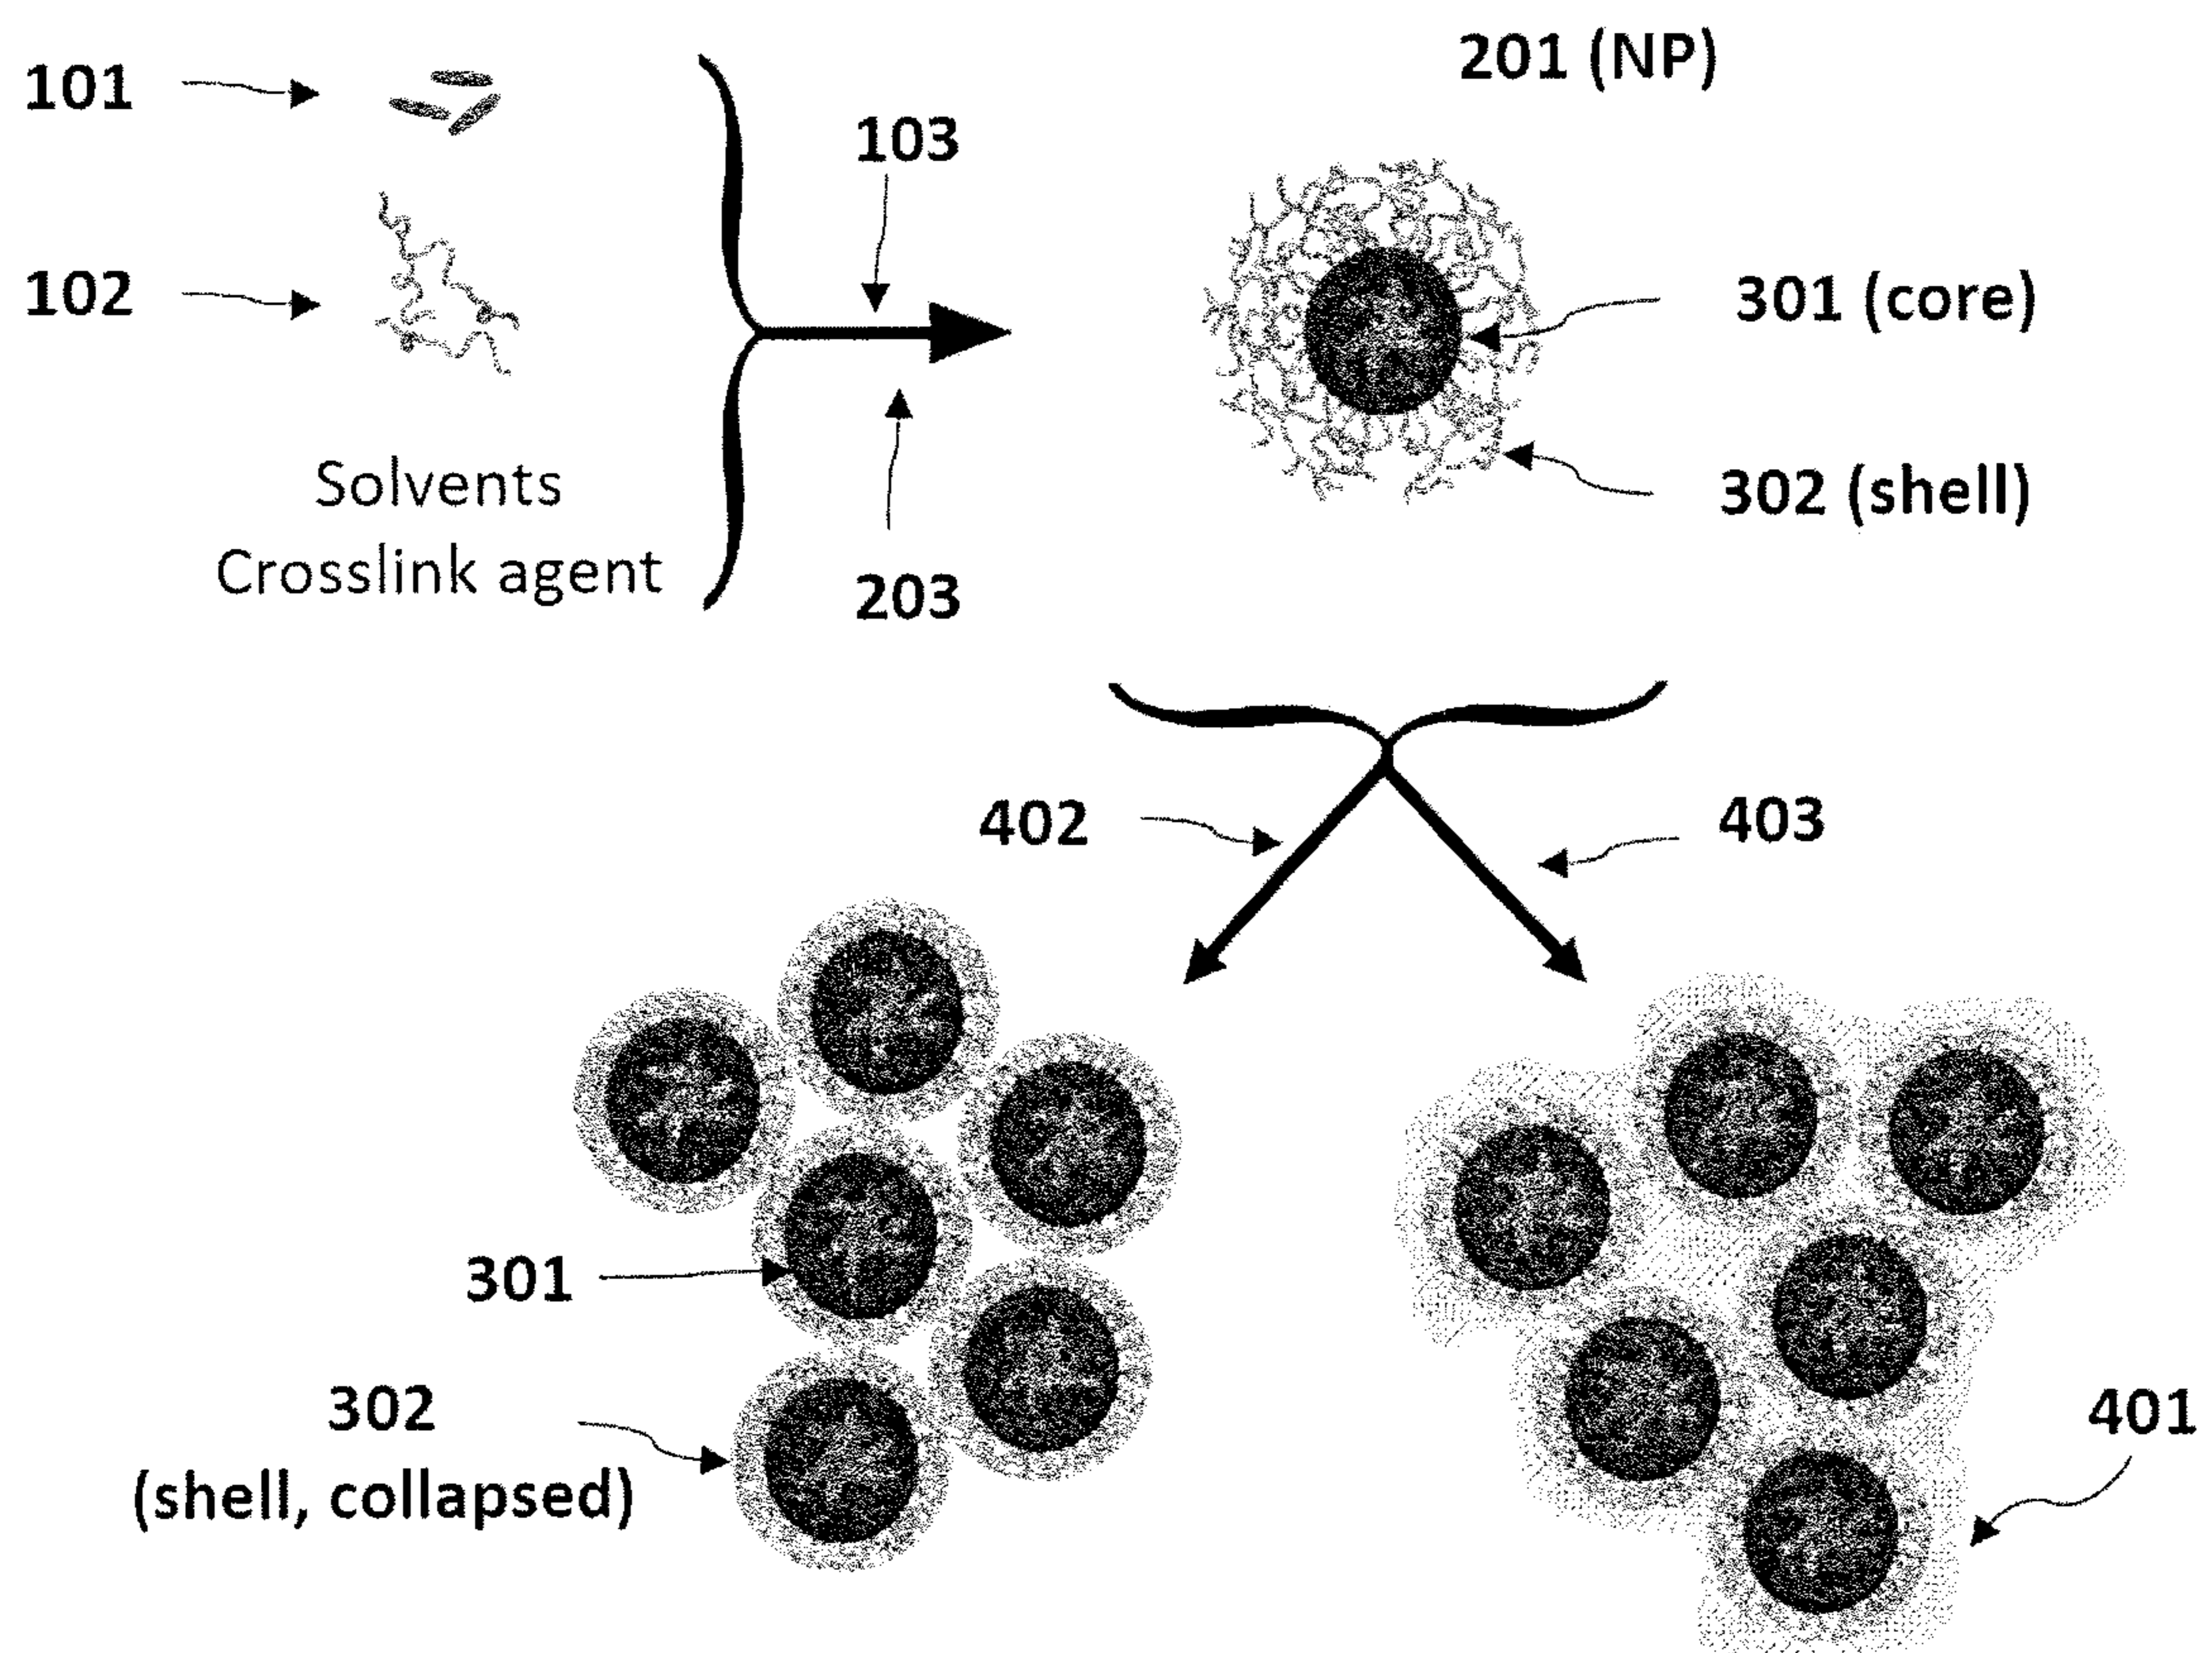 101
102
Solvents
Crosslink agent
103
203
201 (NP)
301 (core)
302 (shell)
402
403
301
302
(shell, collapsed)
401